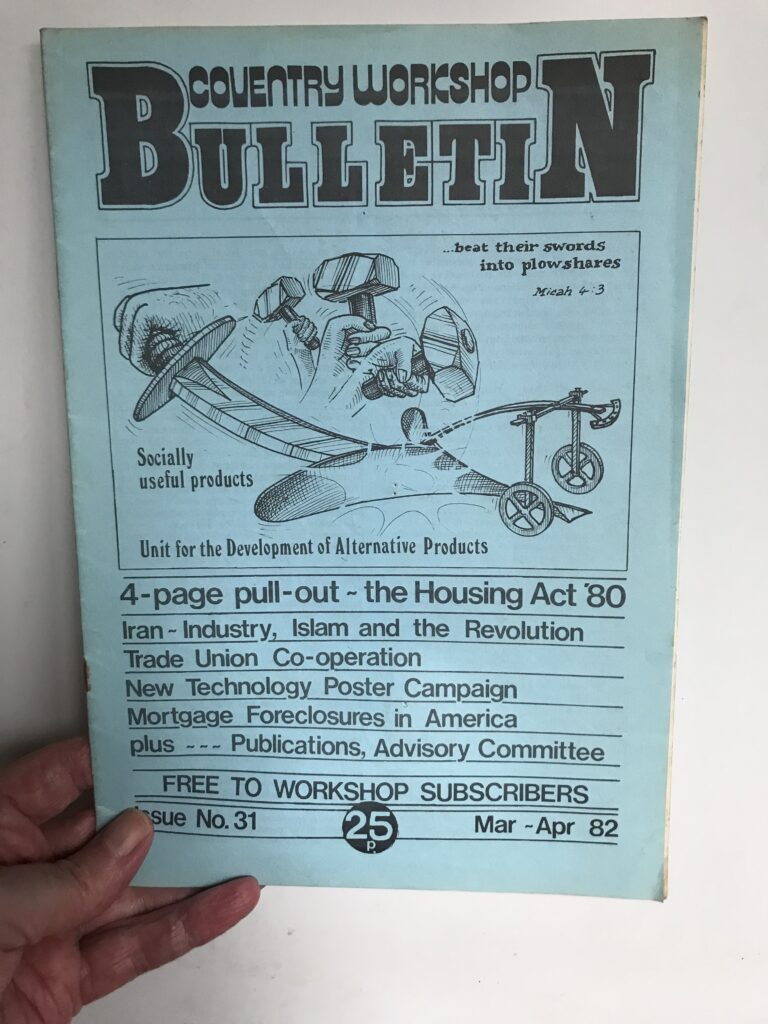 COVENTRY WORKSHOP
BULLETIN
...beat their swords
into plowshares
Micah 4:3
Socially
useful products
Unit for the Development of Alternative Products
4-page pull-out ~ the Housing Act '80
Iran ~ Industry, Islam and the Revolution
Trade Union Co-operation
New Technology Poster Campaign
Mortgage Foreclosures in America
plus ~~~ Publications, Advisory Committee
FREE TO WORKSHOP SUBSCRIBERS
Issue No. 31 25p. Mar ~ Apr 82